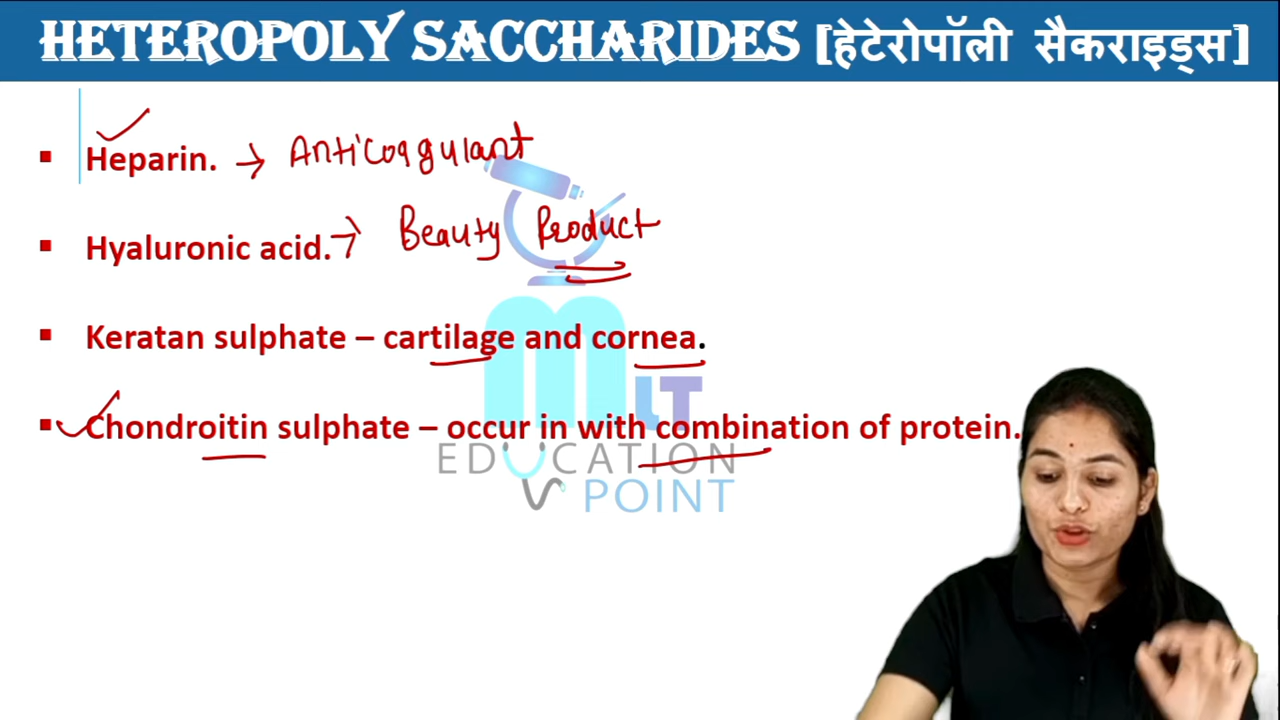 HETEROPOLY SACCHARIDES [हेटेरोपॉली सैकराइड्स]
▪ Heparin. → Anticoagulant
▪ Hyaluronic acid. → Beauty Product
▪ Keratan sulphate – cartilage and cornea.
▪ Chondroitin sulphate – occur in with combination of protein.
MLT
EDUCATION
POINT